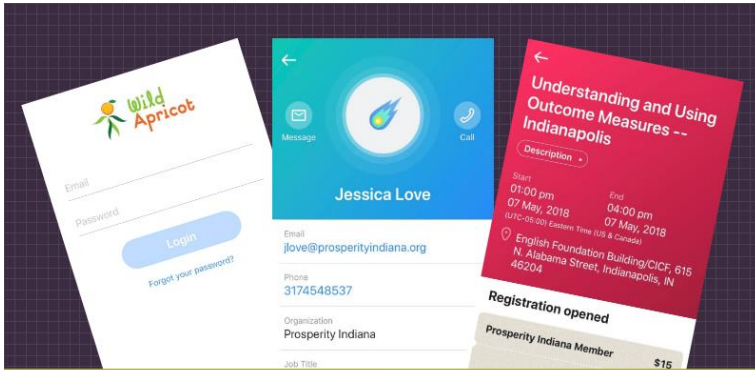 Wild
Apricot
Email
Password
Login
Forgot your password?
Message
Call
Jessica Love
Email
jlove@prosperityindiana.org
Phone
3174548537
Organization
Prosperity Indiana
Job Title
Understanding and Using
Outcome Measures --
Indianapolis
Description
Start
01:00 pm
07 May, 2018
End
04:00 pm
07 May, 2018
(UTC-05:00) Eastern Time (US & Canada)
English Foundation Building/CICF, 615
N. Alabama Street, Indianapolis, IN
46204
Registration opened
Prosperity Indiana Member
$15